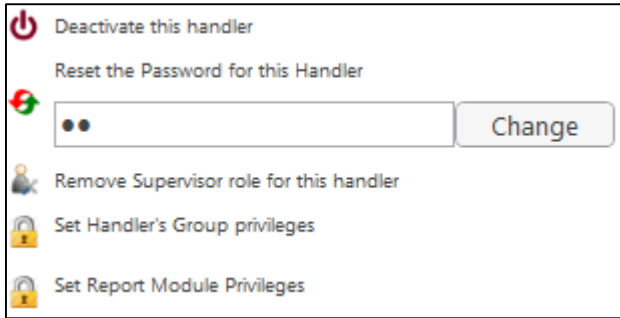 Deactivate this handler
Reset the Password for this Handler
●● Change
Remove Supervisor role for this handler
Set Handler's Group privileges
Set Report Module Privileges